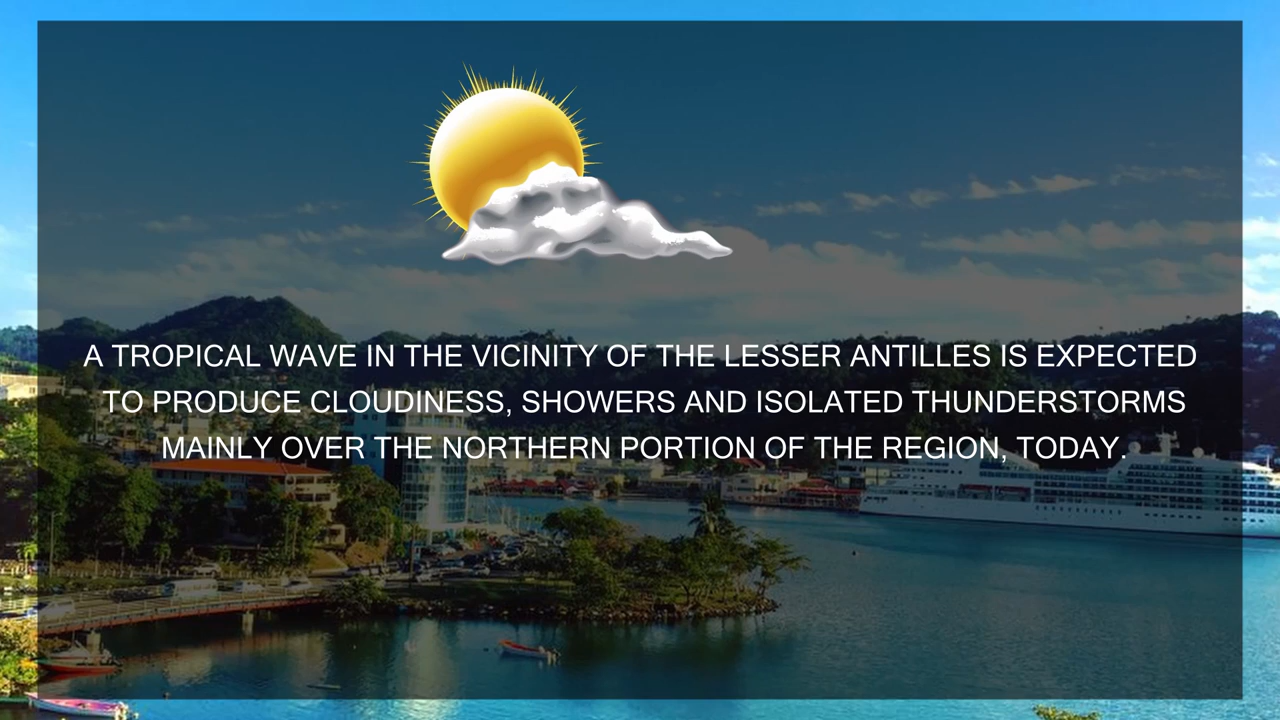 A TROPICAL WAVE IN THE VICINITY OF THE LESSER ANTILLES IS EXPECTED
TO PRODUCE CLOUDINESS, SHOWERS AND ISOLATED THUNDERSTORMS
MAINLY OVER THE NORTHERN PORTION OF THE REGION, TODAY.